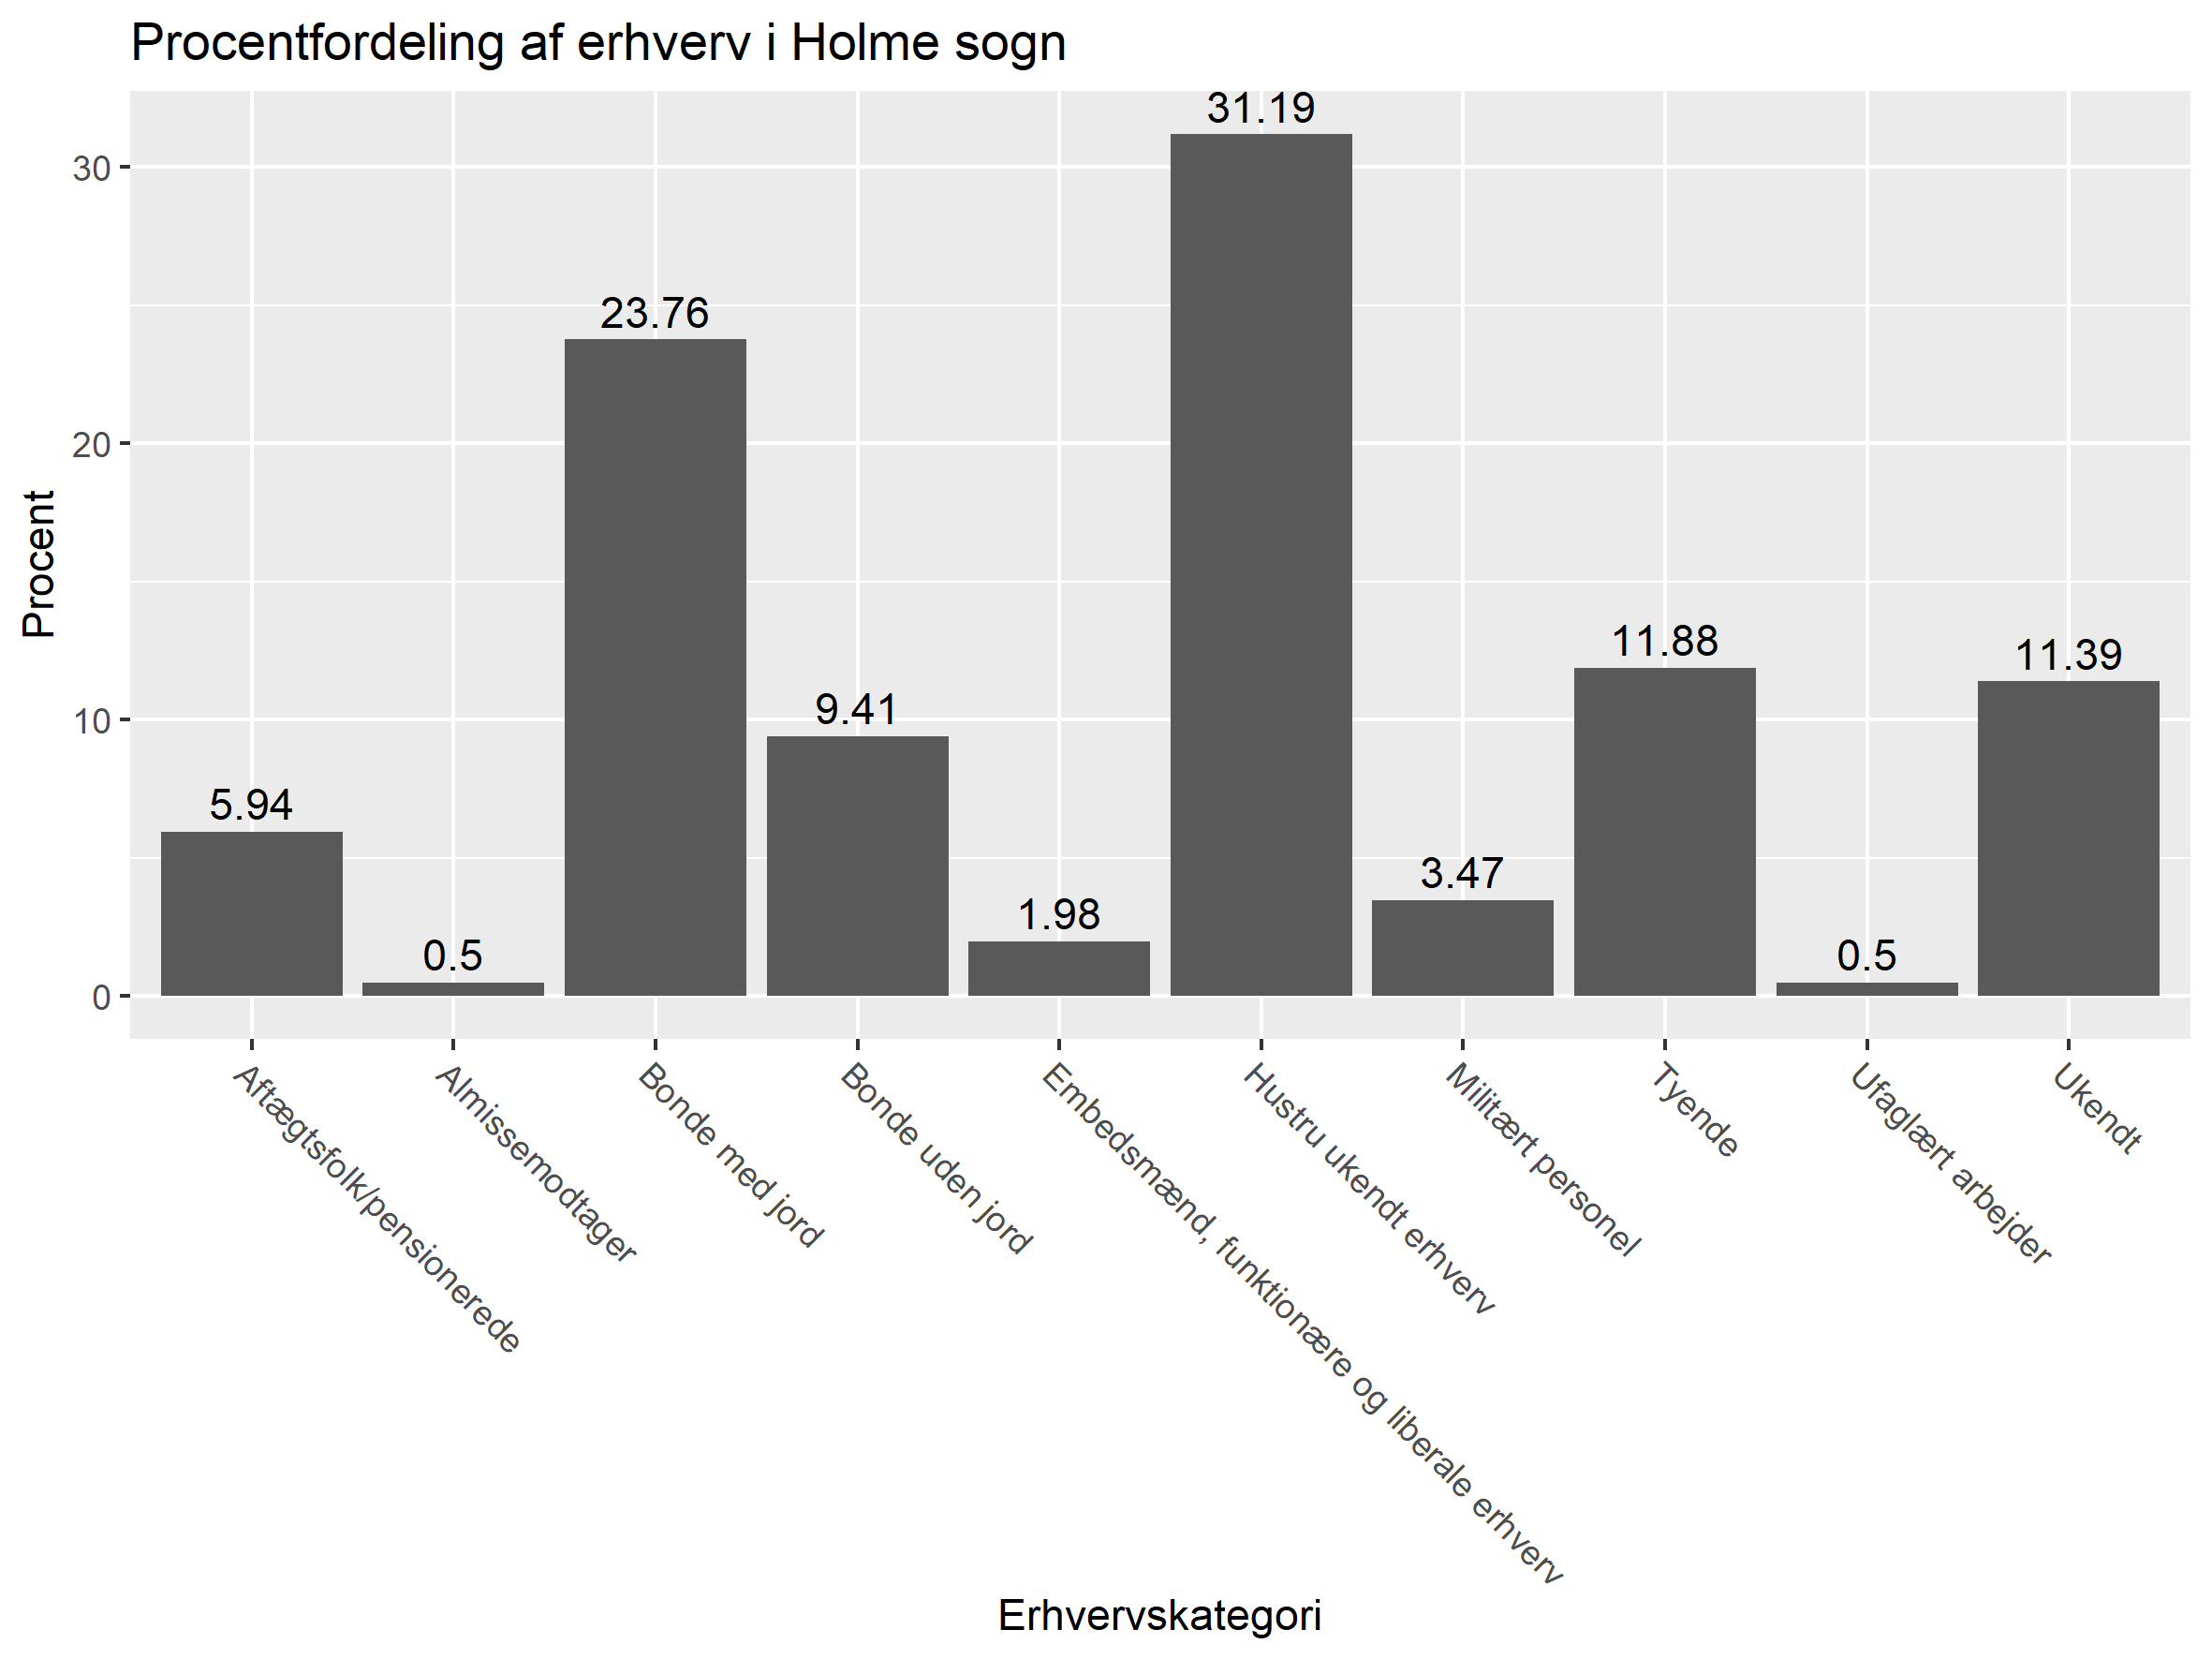 Procentfordeling af erhverv i Holme sogn
Procent
30
20
10
0
5.94
0.5
23.76
9.41
1.98
31.19
3.47
11.88
0.5
11.39
Aftægtsfolk/pensionerede
Almissemodtager
Bonde med jord
Bonde uden jord
Embedsmænd, funktionære og liberale erhverv
Hustru ukendt erhverv
Militært personel
Tyende
Ufaglært arbejder
Ukendt
Erhvervskategori